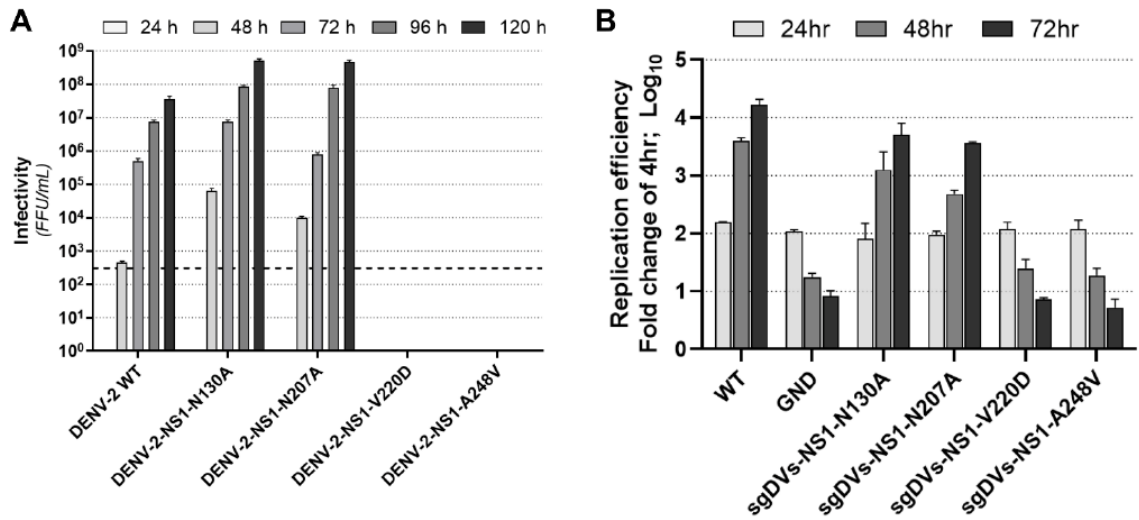 A
24 h 48 h 72 h 96 h 120 h
Infectivity
(FFU/mL)
10⁹
10⁸
10⁷
10⁶
10⁵
10⁴
10³
10²
10¹
10⁰
DENV-2 WT
DENV-2-NS1-N130A
DENV-2-NS1-N207A
DENV-2-NS1-V220D
DENV-2-NS1-A248V
B
24hr 48hr 72hr
Replication efficiency
Fold change of 4hr; Log₁₀
5
4
3
2
1
0
WT
GND
sgDVs-NS1-N130A
sgDVs-NS1-N207A
sgDVs-NS1-V220D
sgDVs-NS1-A248V